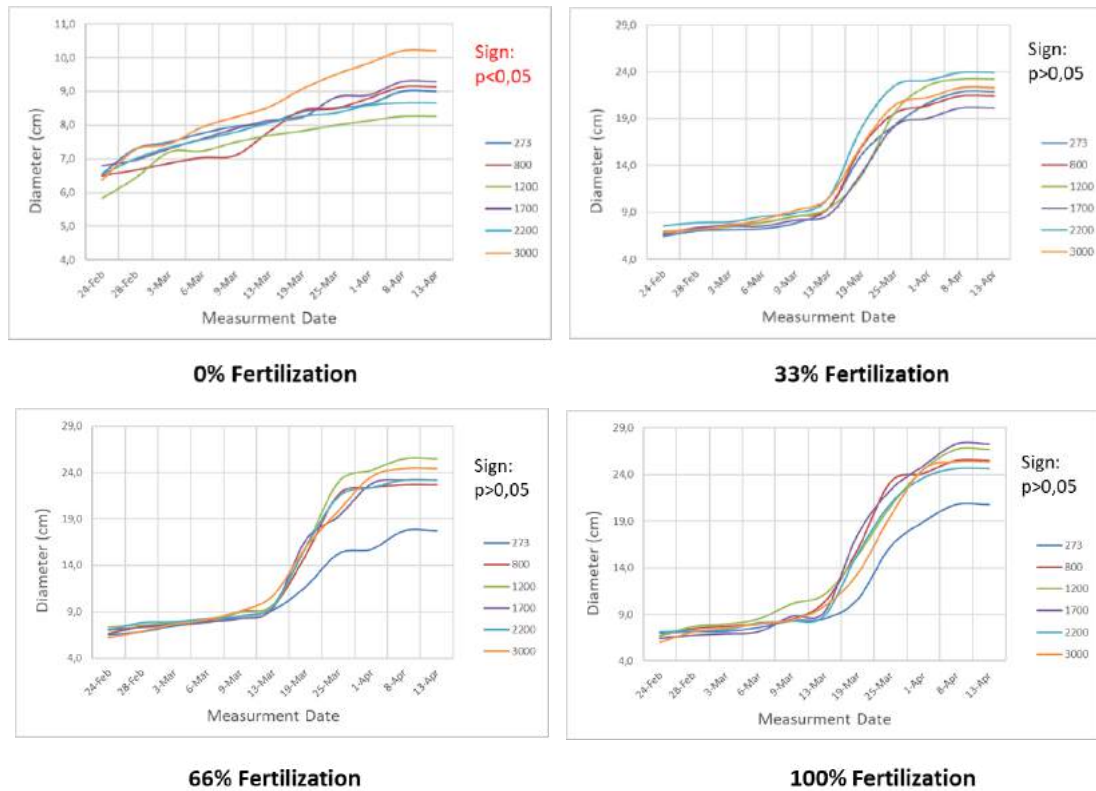 11,0
10,0
9,0
8,0
7,0
6,0
5,0
4,0
Diameter (cm)
24-Feb
28-Feb
3-Mar
6-Mar
9-Mar
13-Mar
19-Mar
25-Mar
1-Apr
8-Apr
13-Apr
Measurment Date
Sign:
p<0,05
273
800
1200
1700
2200
3000
0% Fertilization
29,0
24,0
19,0
14,0
9,0
4,0
Diameter (cm)
24-Feb
28-Feb
3-Mar
6-Mar
9-Mar
13-Mar
19-Mar
25-Mar
1-Apr
8-Apr
13-Apr
Measurment Date
Sign:
p>0,05
273
800
1200
1700
2200
3000
33% Fertilization
29,0
24,0
19,0
14,0
9,0
4,0
Diameter (cm)
24-Feb
28-Feb
3-Mar
6-Mar
9-Mar
13-Mar
19-Mar
25-Mar
1-Apr
8-Apr
13-Apr
Measurment Date
Sign:
p>0,05
273
800
1200
1700
2200
3000
66% Fertilization
29,0
24,0
19,0
14,0
9,0
4,0
Diameter (cm)
24-Feb
28-Feb
3-Mar
6-Mar
9-Mar
13-Mar
19-Mar
25-Mar
1-Apr
8-Apr
13-Apr
Measurment Date
Sign:
p>0,05
273
800
1200
1700
2200
3000
100% Fertilization